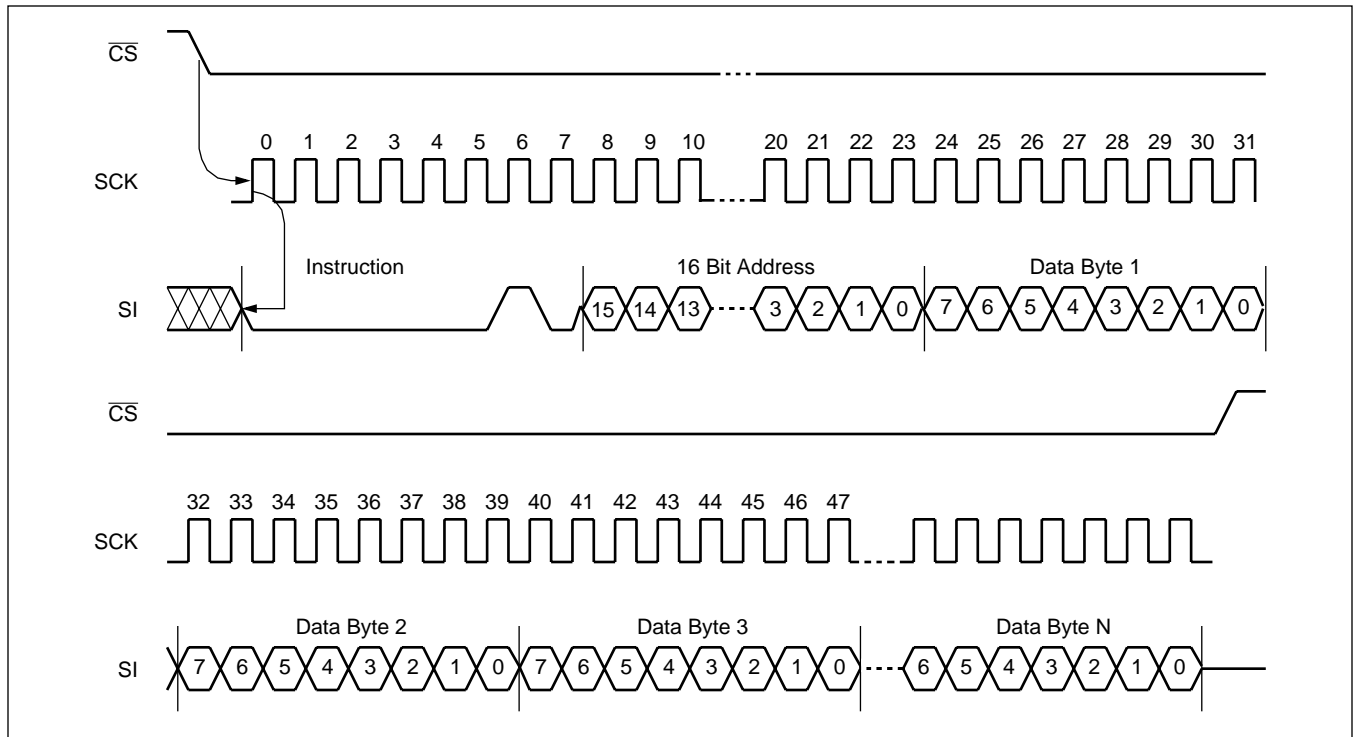 CS
0 1 2 3 4 5 6 7 8 9 10 20 21 22 23 24 25 26 27 28 29 30 31
SCK
Instruction 16 Bit Address Data Byte 1
SI 15 14 13 3 2 1 0 7 6 5 4 3 2 1 0
CS
32 33 34 35 36 37 38 39 40 41 42 43 44 45 46 47
SCK
Data Byte 2 Data Byte 3 Data Byte N
SI 7 6 5 4 3 2 1 0 7 6 5 4 3 2 1 0 6 5 4 3 2 1 0